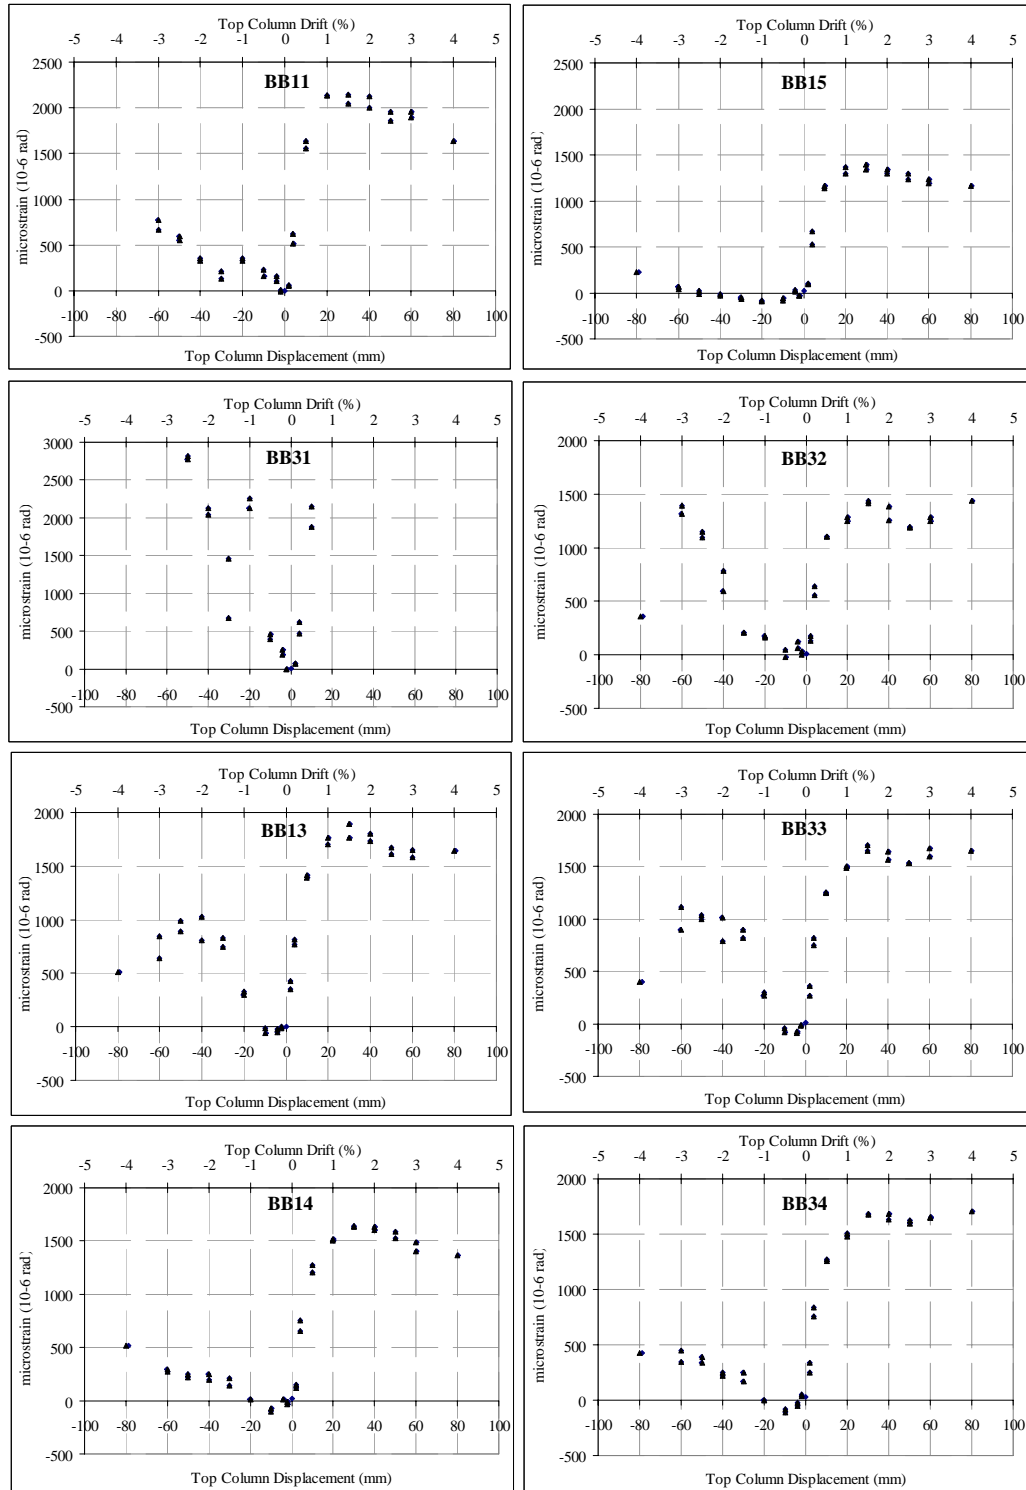 Top Column Drift (%)
-5 -4 -3 -2 -1 0 1 2 3 4 5
BB11
2500
2000
1500
1000
500
0
-500
microstrain (10-6 rad)
-100 -80 -60 -40 -20 0 20 40 60 80 100
Top Column Displacement (mm)
Top Column Drift (%)
-5 -4 -3 -2 -1 0 1 2 3 4 5
BB15
2500
2000
1500
1000
500
0
-500
microstrain (10-6 rad)
-100 -80 -60 -40 -20 0 20 40 60 80 100
Top Column Displacement (mm)
Top Column Drift (%)
-5 -4 -3 -2 -1 0 1 2 3 4 5
BB31
3000
2500
2000
1500
1000
500
0
-500
microstrain (10-6 rad)
-100 -80 -60 -40 -20 0 20 40 60 80 100
Top Column Displacement (mm)
Top Column Drift (%)
-5 -4 -3 -2 -1 0 1 2 3 4 5
BB32
2000
1500
1000
500
0
-500
microstrain (10-6 rad)
-100 -80 -60 -40 -20 0 20 40 60 80 100
Top Column Displacement (mm)
Top Column Drift (%)
-5 -4 -3 -2 -1 0 1 2 3 4 5
BB13
2000
1500
1000
500
0
-500
microstrain (10-6 rad)
-100 -80 -60 -40 -20 0 20 40 60 80 100
Top Column Displacement (mm)
Top Column Drift (%)
-5 -4 -3 -2 -1 0 1 2 3 4 5
BB33
2000
1500
1000
500
0
-500
microstrain (10-6 rad)
-100 -80 -60 -40 -20 0 20 40 60 80 100
Top Column Displacement (mm)
Top Column Drift (%)
-5 -4 -3 -2 -1 0 1 2 3 4 5
BB14
2000
1500
1000
500
0
-500
microstrain (10-6 rad)
-100 -80 -60 -40 -20 0 20 40 60 80 100
Top Column Displacement (mm)
Top Column Drift (%)
-5 -4 -3 -2 -1 0 1 2 3 4 5
BB34
2000
1500
1000
500
0
-500
microstrain (10-6 rad)
-100 -80 -60 -40 -20 0 20 40 60 80 100
Top Column Displacement (mm)